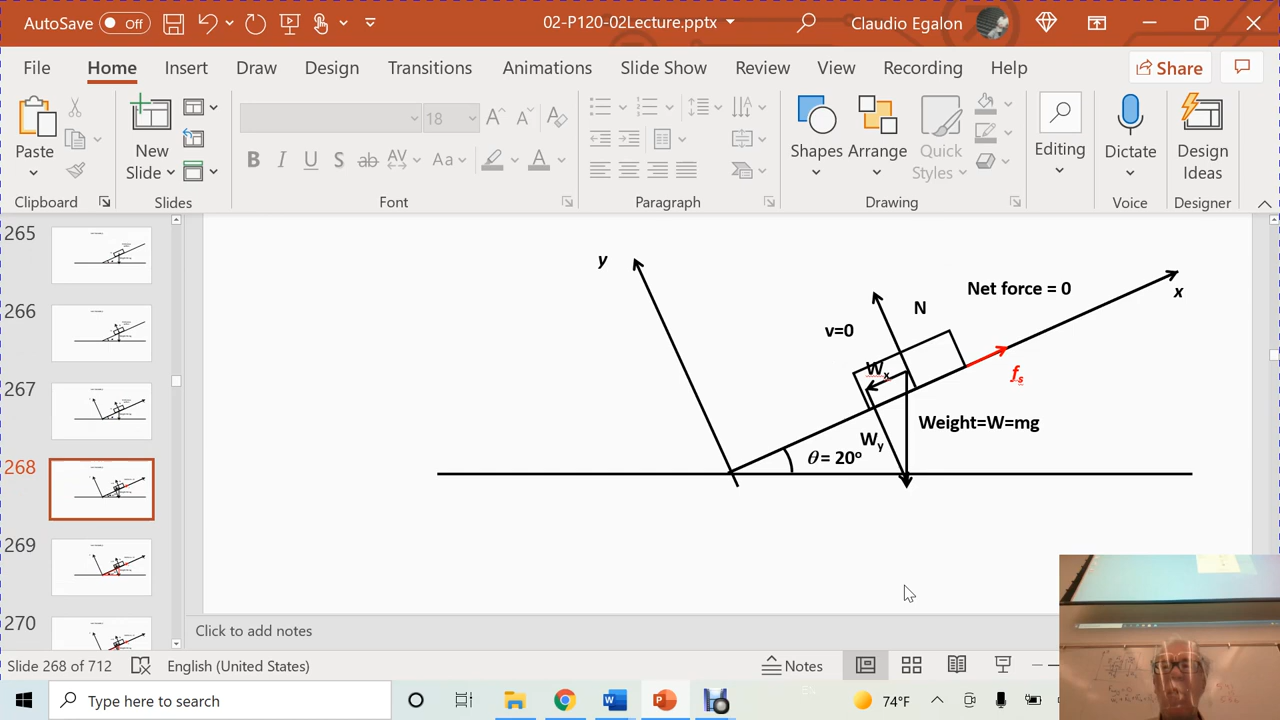 AutoSave Off 02-P120-02Lecture.pptx Claudio Egalon
File Home Insert Draw Design Transitions Animations Slide Show Review View Recording Help Share
Paste New Slide 18 Shapes Arrange Quick Styles Editing Dictate Design Ideas
B I U S ab AV Aa A
Clipboard Slides Font Paragraph Drawing Voice Designer
265
266
267
268
269
270
y
Net force = 0
x
N
v=0
Wx
fs
Weight=W=mg
Wy
θ = 20o
Click to add notes
Slide 268 of 712 English (United States) Notes
Type here to search 74°F